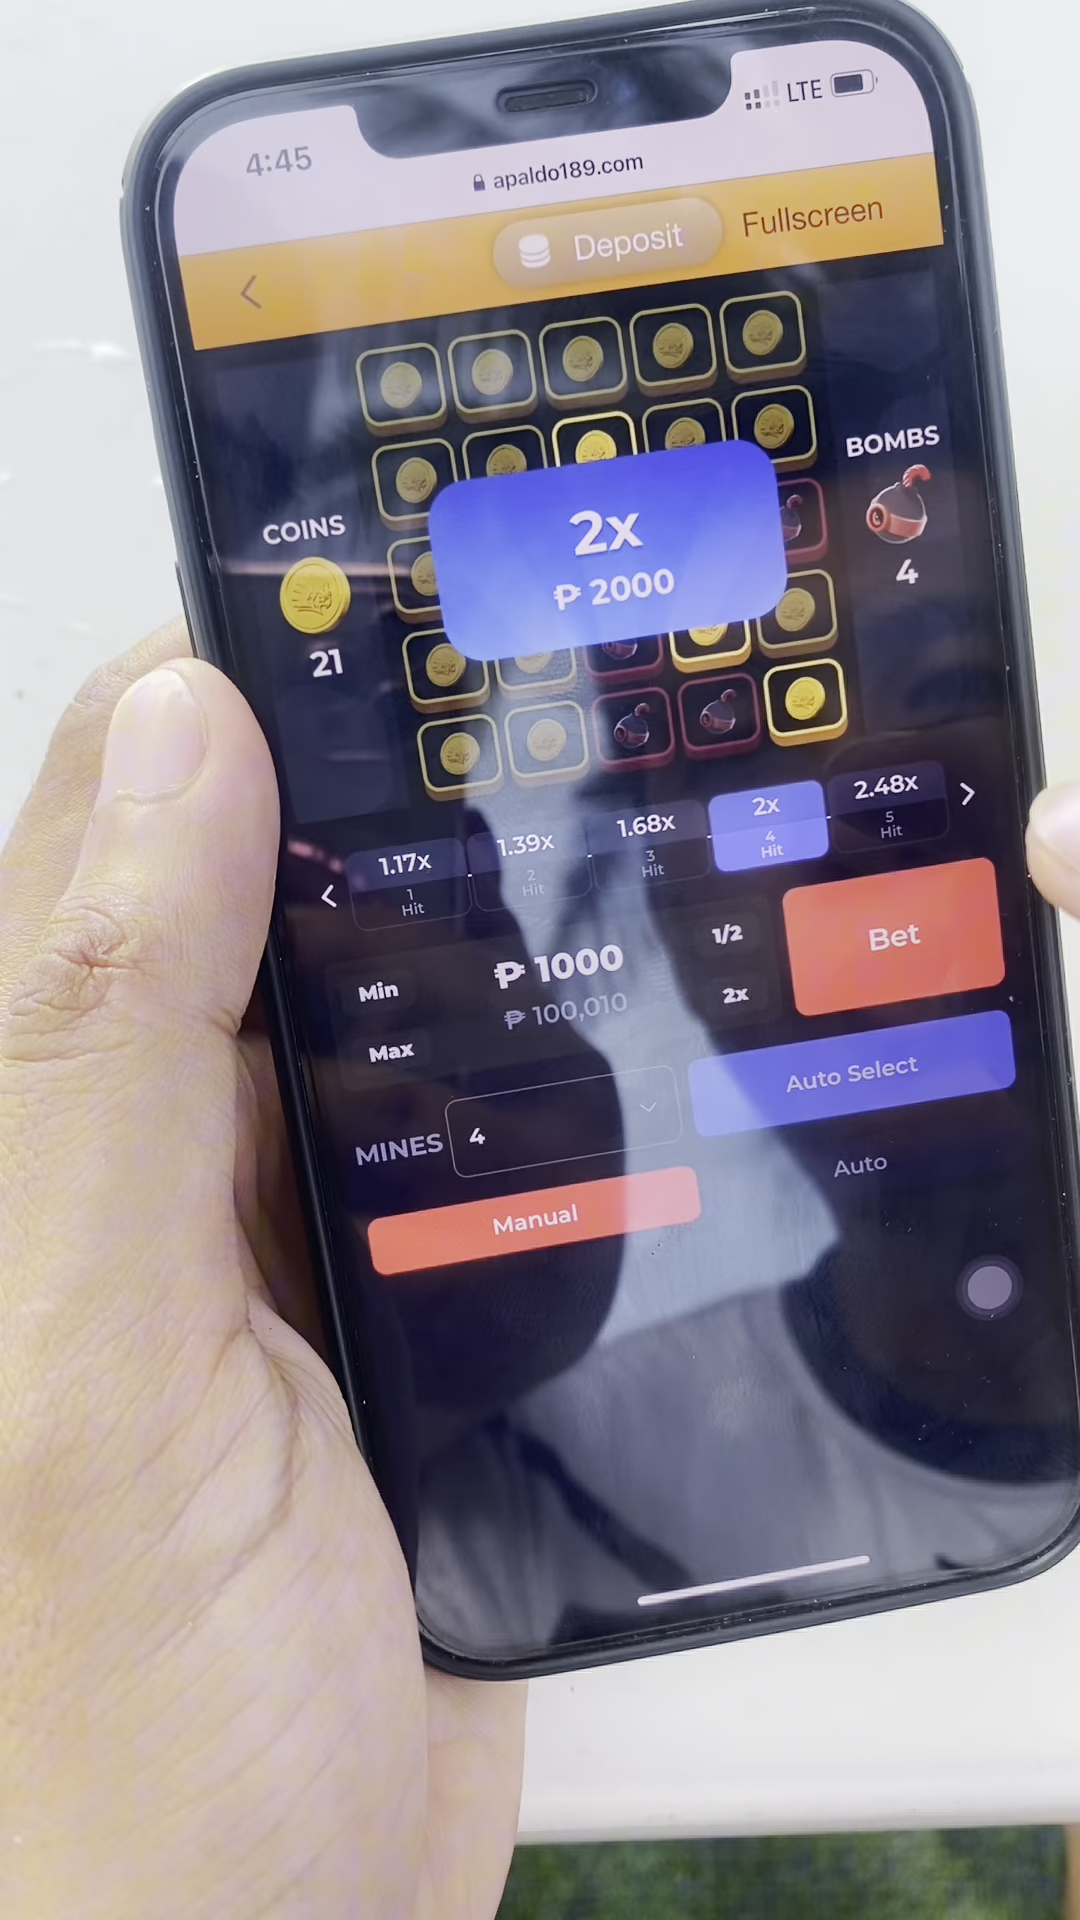 4:45
LTE
apaldo189.com
Deposit
Fullscreen
BOMBS
4
COINS
21
2x
₱ 2000
1.17x
1
Hit
1.39x
2
Hit
1.68x
3
Hit
2x
4
Hit
2.48x
5
Hit
Min
Max
₱ 1000
₱ 100,010
1/2
2x
Bet
Auto Select
MINES
4
Manual
Auto